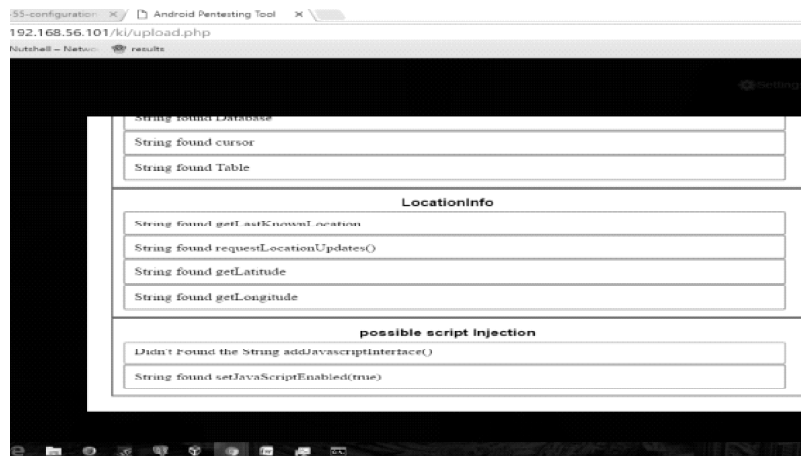 -55-configuration
Android Pentesting Tool
192.168.56.101/ki/upload.php
Nutshell – Netwo
results
Setting
String found Database
String found cursor
String found Table
LocationInfo
String found getLastKnownLocation
String found requestLocationUpdates()
String found getLatitude
String found getLongitude
possible script Injection
Didn't Found the String addJavascriptInterface()
String found setJavaScriptEnabled(true)